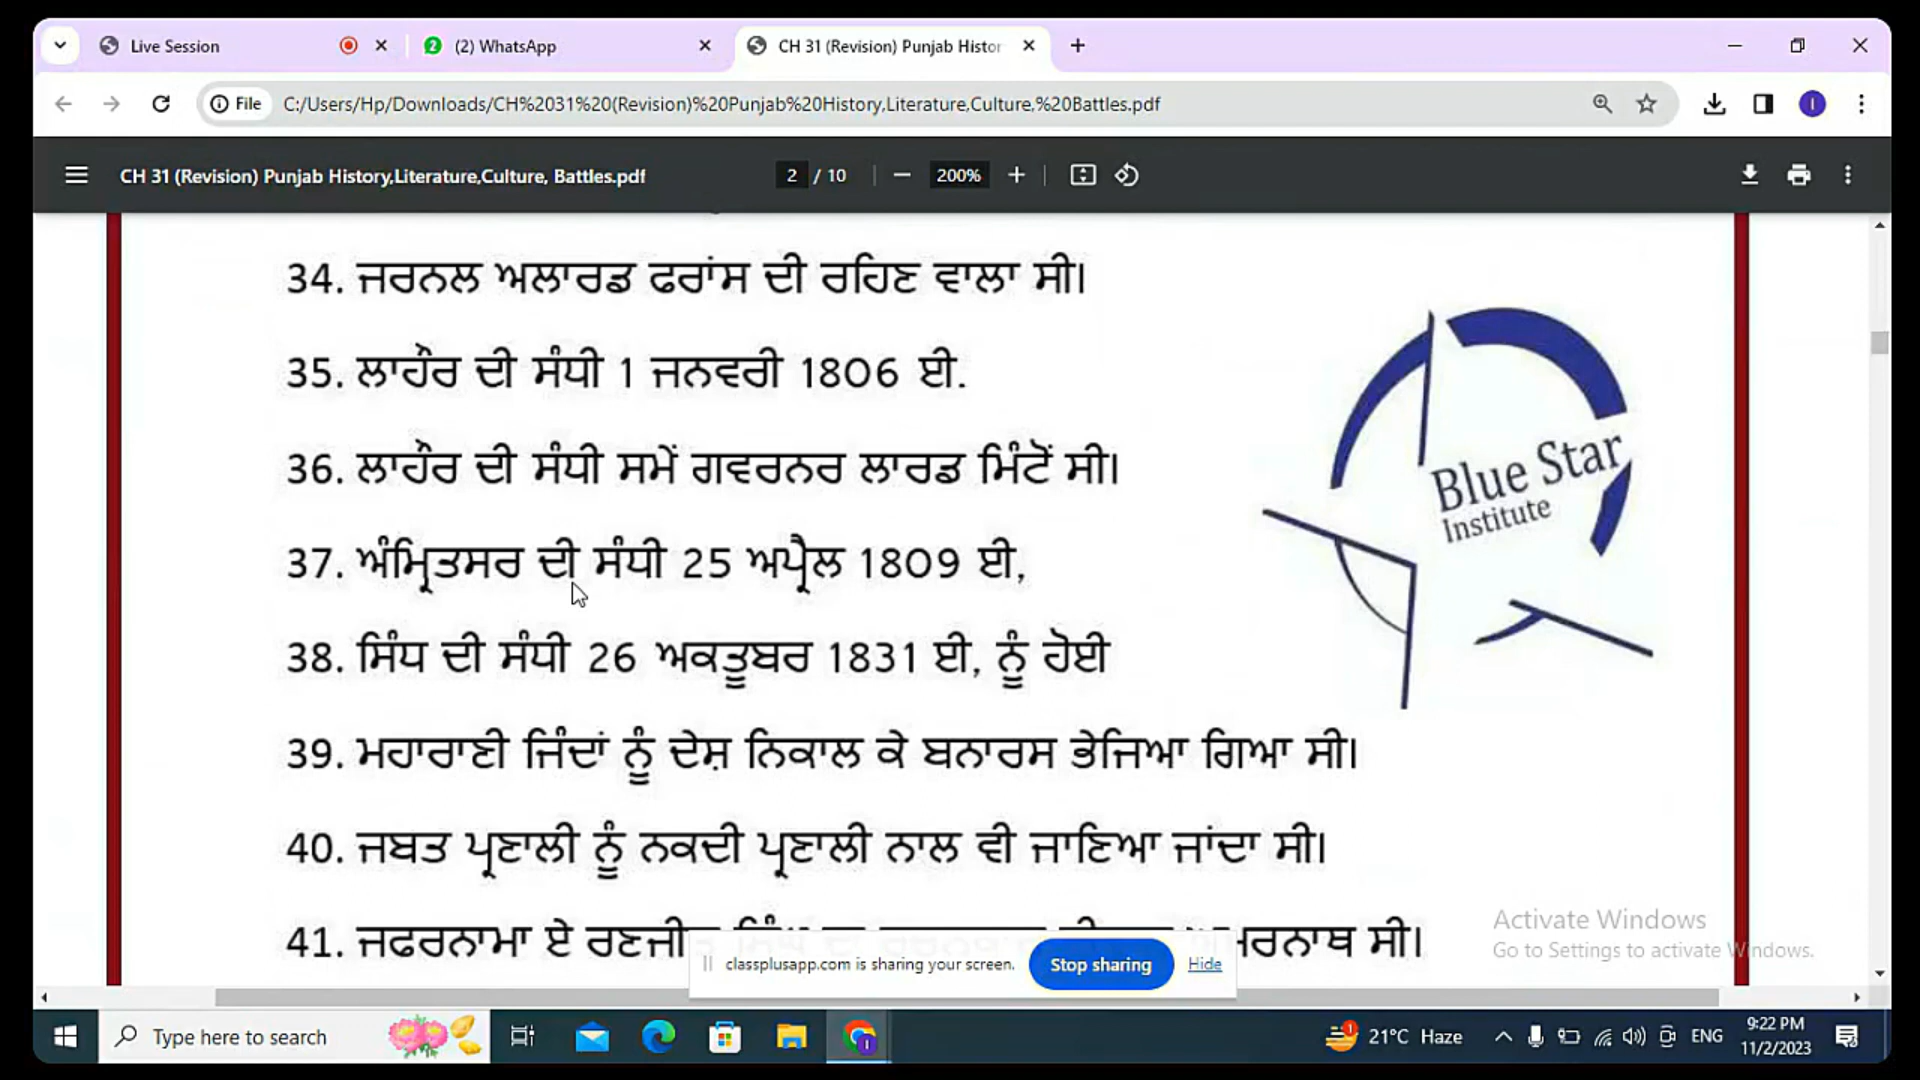 Live Session
(2) WhatsApp
CH 31 (Revision) Punjab Histor
File
C:/Users/Hp/Downloads/CH%2031%20(Revision)%20Punjab%20History,Literature,Culture,%20Battles.pdf
CH 31 (Revision) Punjab History,Literature,Culture, Battles.pdf
2 / 10
200%
34. ਜਰਨਲ ਅਲਾਰਡ ਫਰਾਂਸ ਦੀ ਰਹਿਣ ਵਾਲਾ ਸੀ।
35. ਲਾਹੌਰ ਦੀ ਸੰਧੀ 1 ਜਨਵਰੀ 1806 ਈ.
36. ਲਾਹੌਰ ਦੀ ਸੰਧੀ ਸਮੇਂ ਗਵਰਨਰ ਲਾਰਡ ਮਿੰਟੋਂ ਸੀ।
37. ਅੰਮ੍ਰਿਤਸਰ ਦੀ ਸੰਧੀ 25 ਅਪ੍ਰੈਲ 1809 ਈ,
38. ਸਿੰਧ ਦੀ ਸੰਧੀ 26 ਅਕਤੂਬਰ 1831 ਈ, ਨੂੰ ਹੋਈ
39. ਮਹਾਰਾਣੀ ਜਿੰਦਾਂ ਨੂੰ ਦੇਸ਼ ਨਿਕਾਲ ਕੇ ਬਨਾਰਸ ਭੇਜਿਆ ਗਿਆ ਸੀ।
40. ਜਬਤ ਪ੍ਰਣਾਲੀ ਨੂੰ ਨਕਦੀ ਪ੍ਰਣਾਲੀ ਨਾਲ ਵੀ ਜਾਣਿਆ ਜਾਂਦਾ ਸੀ।
41. ਜਫਰਨਾਮਾ ਏ ਸੀ।
Blue Star
Institute
Activate Windows
Go to Settings to activate Windows.
classplusapp.com is sharing your screen.
Stop sharing
Hide
Type here to search
21°C Haze
ENG
9:22 PM
11/2/2023